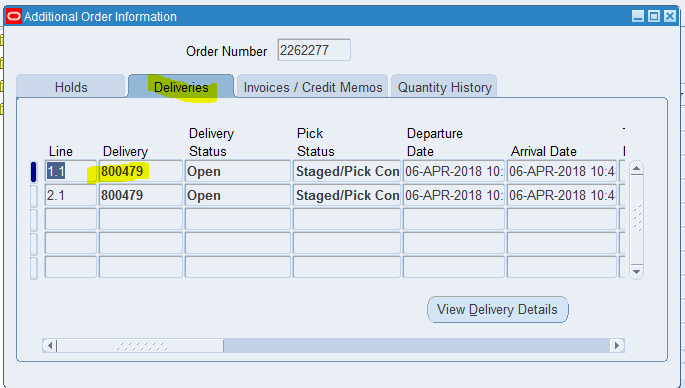 Additional Order Information
Order Number 2262277
Holds Deliveries Invoices / Credit Memos Quantity History
Delivery Pick Departure
Line Delivery Status Status Date Arrival Date
1.1 800479 Open Staged/Pick Con 06-APR-2018 10: 06-APR-2018 10:4
2.1 800479 Open Staged/Pick Con 06-APR-2018 10: 06-APR-2018 10:4
View Delivery Details